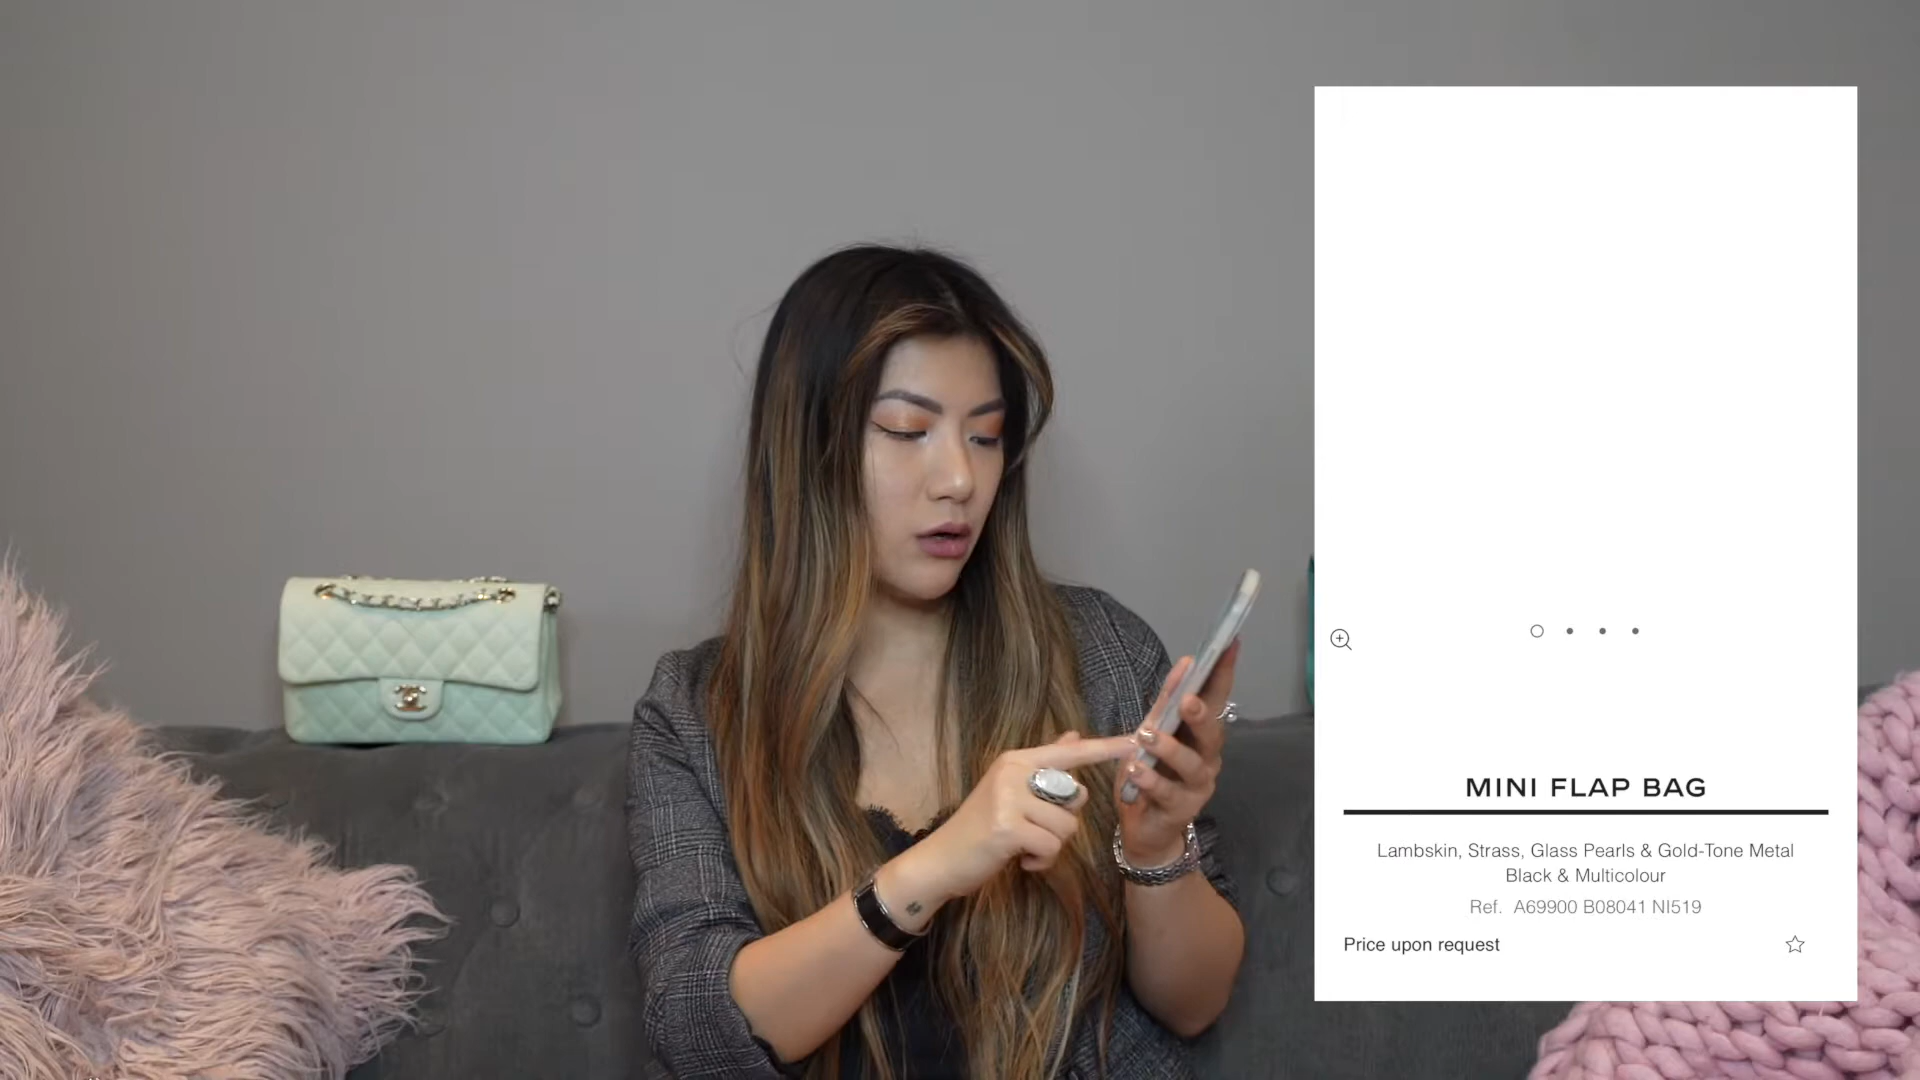 MINI FLAP BAG
Lambskin, Strass, Glass Pearls & Gold-Tone Metal
Black & Multicolour
Ref. A69900 B08041 NI519
Price upon request